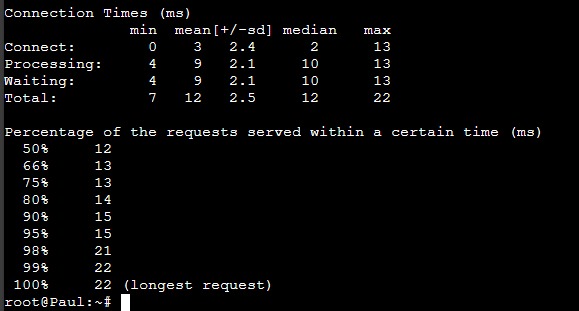 Connection Times (ms)
              min  mean[+/-sd] median   max
Connect:        0    3   2.4      2      13
Processing:     4    9   2.1     10      13
Waiting:        4    9   2.1     10      13
Total:          7   12   2.5     12      22
Percentage of the requests served within a certain time (ms)
  50%     12
  66%     13
  75%     13
  80%     14
  90%     15
  95%     15
  98%     21
  99%     22
 100%     22 (longest request)
root@Paul:~#